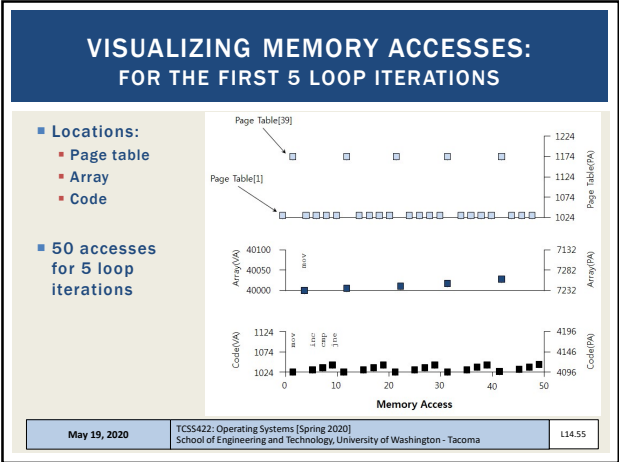 VISUALIZING MEMORY ACCESSES:
FOR THE FIRST 5 LOOP ITERATIONS
Locations:
Page table
Array
Code
50 accesses
for 5 loop
iterations
Page Table[39]
Page Table[1]
1224
1174
1124
1074
1024
Page Table(PA)
Array(VA)
40100
40050
40000
mov
7132
7282
7232
Array(PA)
Code(VA)
1124
1074
1024
mov
inc
cmp
jne
4196
4146
4096
Code(PA)
0
10
20
30
40
50
Memory Access
May 19, 2020
TCSS422: Operating Systems [Spring 2020]
School of Engineering and Technology, University of Washington - Tacoma
L14.55